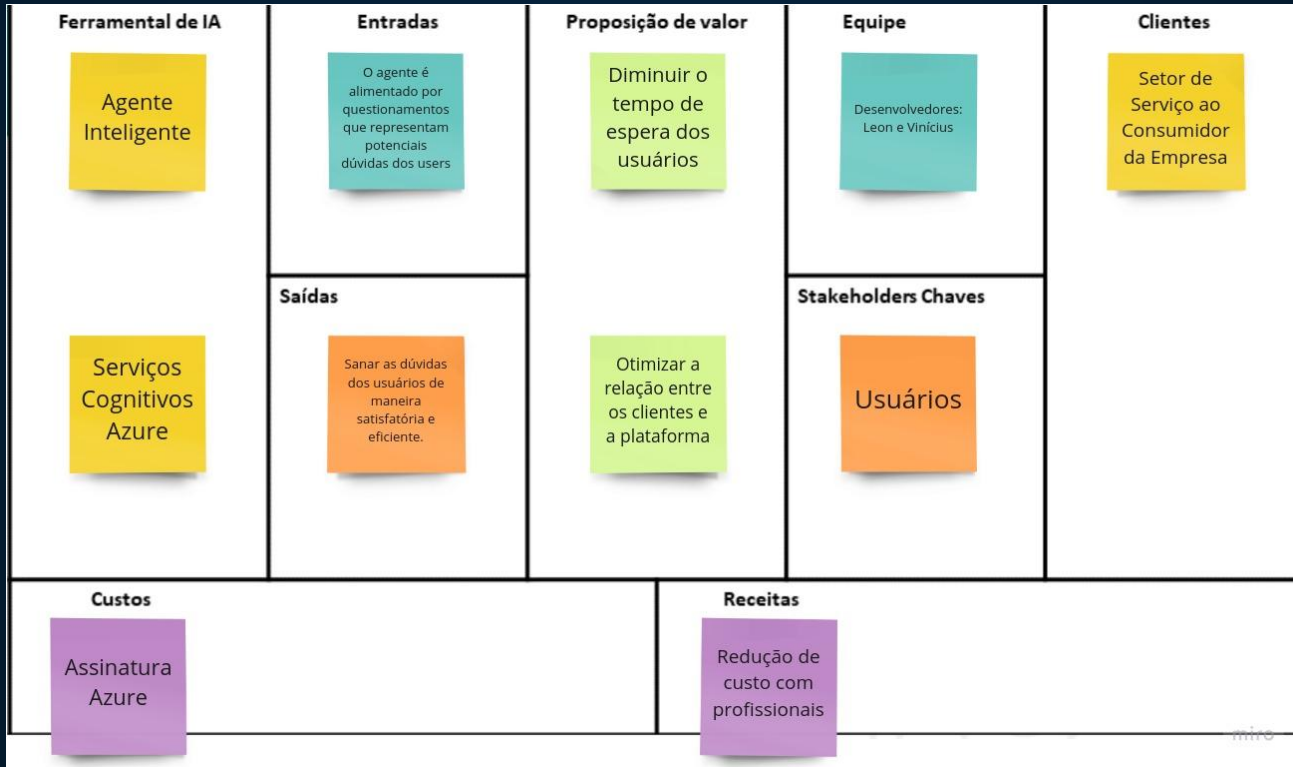 Ferramental de IA
Agente
Inteligente
Serviços
Cognitivos
Azure
Entradas
O agente é
alimentado por
questionamentos
que representam
potenciais
dúvidas dos users
Saídas
Sanar as dúvidas
dos usuários de
maneira
satisfatória e
eficiente.
Proposição de valor
Diminuir o
tempo de
espera dos
usuários
Otimizar a
relação entre
os clientes e
a plataforma
Equipe
Desenvolvedores:
Leon e Vinícius
Stakeholders Chaves
Usuários
Clientes
Setor de
Serviço ao
Consumidor
da Empresa
Custos
Assinatura
Azure
Receitas
Redução de
custo com
profissionais
miro